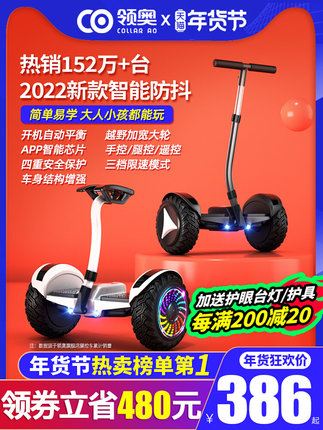 领奥 COLLAR AO 天猫 年货节
热销152万+台
2022新款智能防抖
简单易学 大人小孩都能玩
开机自动平衡 越野加宽大轮
APP智能芯片 手控/腿控/遥控
四重安全保护 三档限速模式
车身结构增强
加送护眼台灯/护具
每满200减20
年货节热卖榜单第1
年货节狂欢价
领券立省480元
¥386起